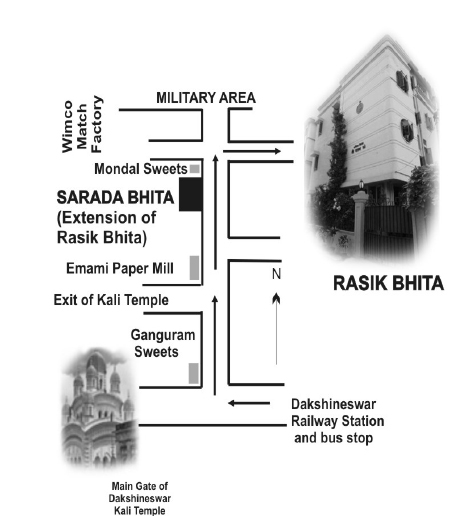 MILITARY AREA
Wimco
Match
Factory
Mondal Sweets
SARADA BHITA
(Extension of
Rasik Bhita)
Emami Paper Mill
N
RASIK BHITA
Exit of Kali Temple
Ganguram
Sweets
Dakshineswar
Railway Station
and bus stop
Main Gate of
Dakshineswar
Kali Temple